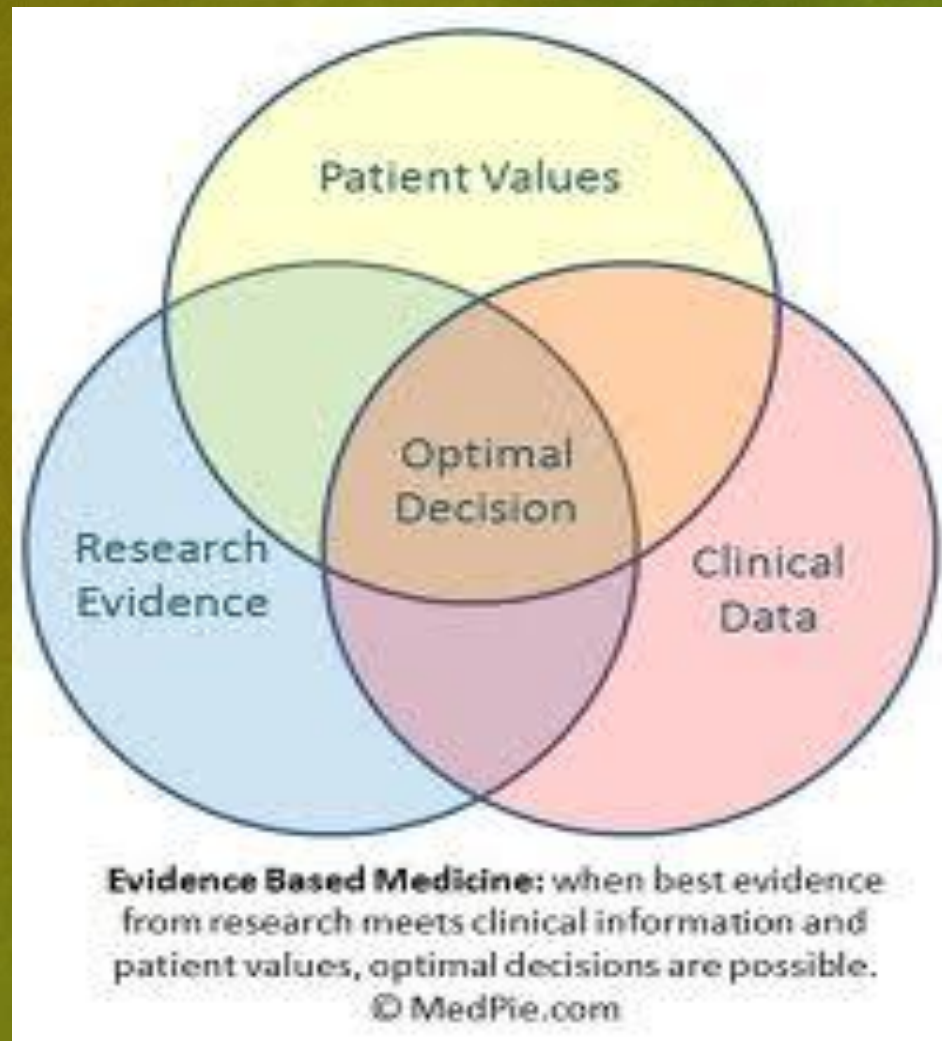 Patient Values
Optimal
Decision
Research
Evidence
Clinical
Data
Evidence Based Medicine: when best evidence
from research meets clinical information and
patient values, optimal decisions are possible.
© MedPie.com